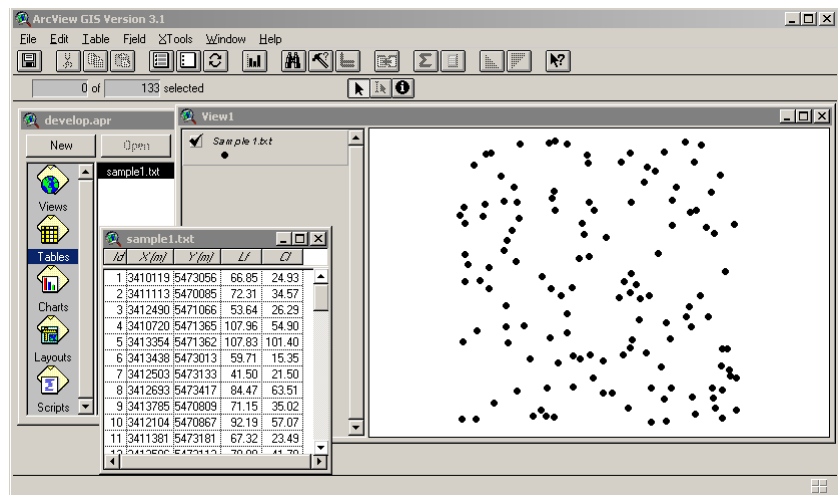 ArcView GIS Version 3.1
File Edit Table Field XTools Window Help
0 of 133 selected
develop.apr
New Open
sample1.txt
Views
Tables
Charts
Layouts
Scripts
View1
Sample 1.txt
sample1.txt
Id X(m) Y(m) Lf Cl
1 3410119 5473056 66.85 24.93
2 3411113 5470085 72.31 34.57
3 3412490 5471066 53.64 26.29
4 3410720 5471365 107.96 54.90
5 3413354 5471362 107.83 101.40
6 3413438 5473013 59.71 15.35
7 3412503 5473133 41.50 21.50
8 3412693 5473417 84.47 63.51
9 3413785 5470809 71.15 35.02
10 3412104 5470867 92.19 57.07
11 3411381 5473181 67.32 23.49